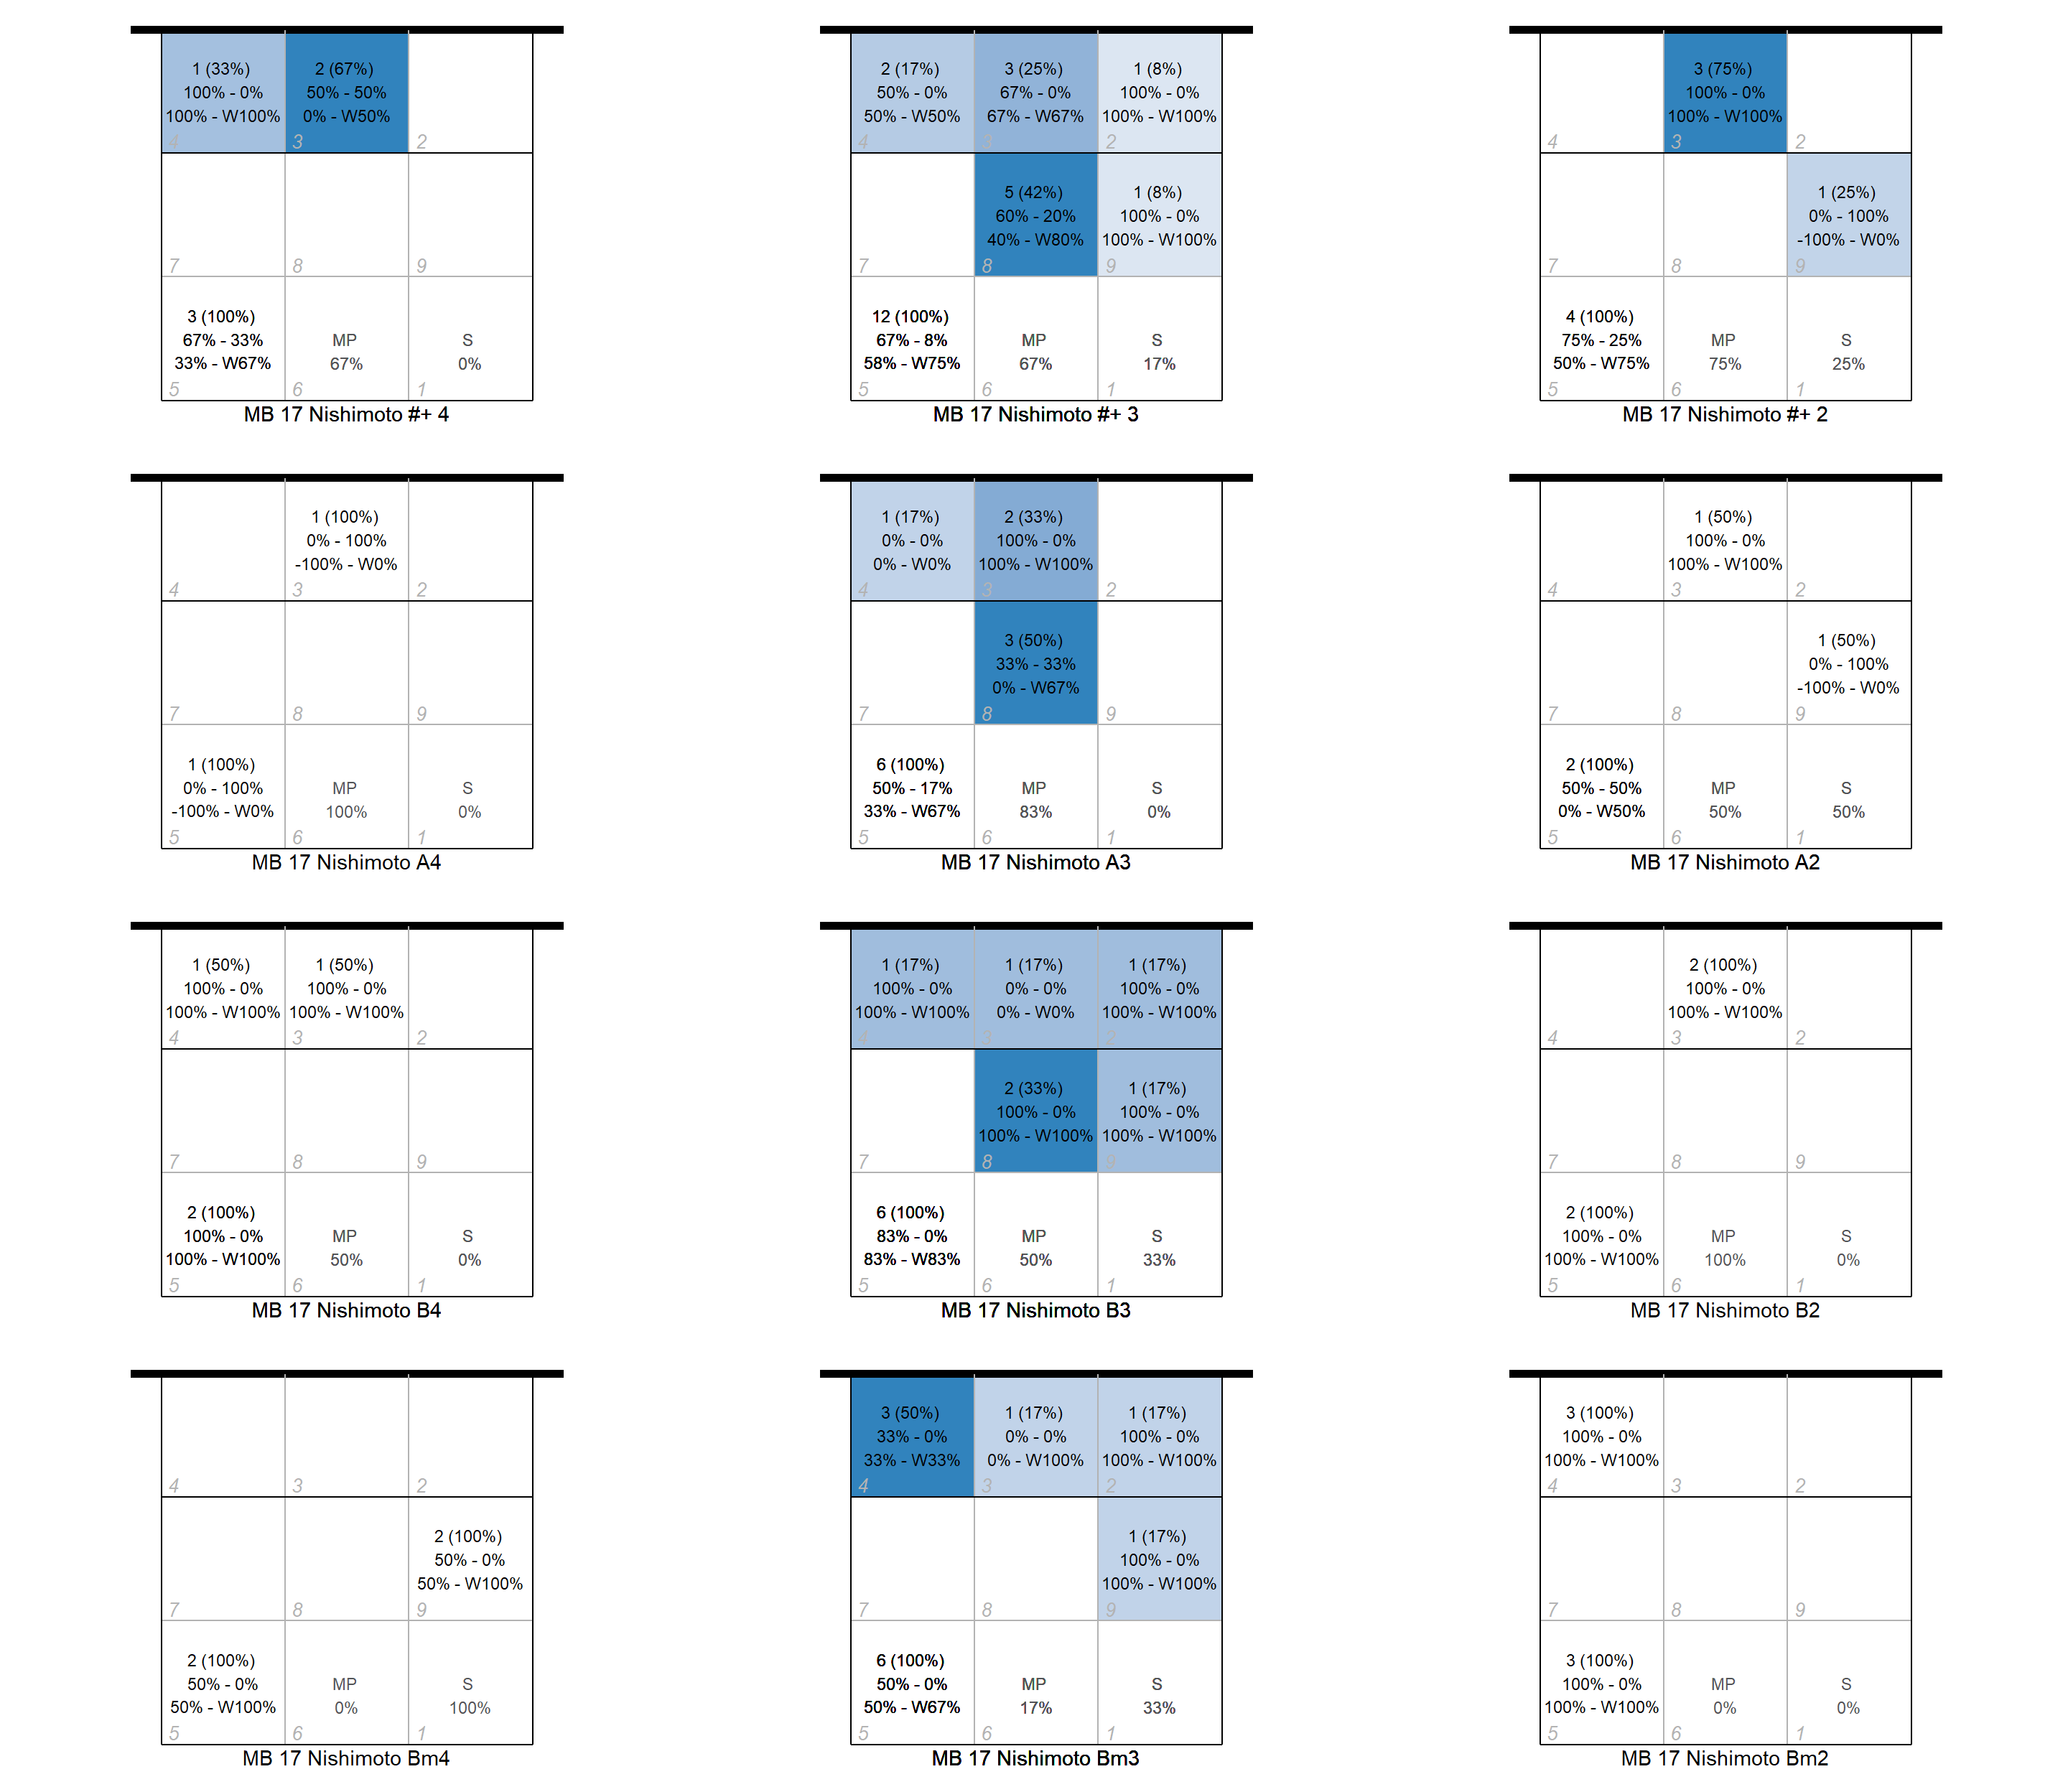 1 (33%)
100% - 0%
100% - W100%
4
2 (67%)
50% - 50%
0% - W50%
3
2
7
8
9
3 (100%)
67% - 33%
33% - W67%
5
MP
67%
6
S
0%
1
MB 17 Nishimoto #+ 4
2 (17%)
50% - 0%
50% - W50%
4
3 (25%)
67% - 0%
67% - W67%
3
1 (8%)
100% - 0%
100% - W100%
2
7
5 (42%)
60% - 20%
40% - W80%
8
1 (8%)
100% - 0%
100% - W100%
9
12 (100%)
67% - 8%
58% - W75%
5
MP
67%
6
S
17%
1
MB 17 Nishimoto #+ 3
4
3 (75%)
100% - 0%
100% - W100%
3
2
7
8
1 (25%)
0% - 100%
-100% - W0%
9
4 (100%)
75% - 25%
50% - W75%
5
MP
75%
6
S
25%
1
MB 17 Nishimoto #+ 2
4
1 (100%)
0% - 100%
-100% - W0%
3
2
7
8
9
1 (100%)
0% - 100%
-100% - W0%
5
MP
100%
6
S
0%
1
MB 17 Nishimoto A4
1 (17%)
0% - 0%
0% - W0%
4
2 (33%)
100% - 0%
100% - W100%
3
2
7
3 (50%)
33% - 33%
0% - W67%
8
9
6 (100%)
50% - 17%
33% - W67%
5
MP
83%
6
S
0%
1
MB 17 Nishimoto A3
4
1 (50%)
100% - 0%
100% - W100%
3
2
7
8
1 (50%)
0% - 100%
-100% - W0%
9
2 (100%)
50% - 50%
0% - W50%
5
MP
50%
6
S
50%
1
MB 17 Nishimoto A2
1 (50%)
100% - 0%
100% - W100%
4
1 (50%)
100% - 0%
100% - W100%
3
2
7
8
9
2 (100%)
100% - 0%
100% - W100%
5
MP
50%
6
S
0%
1
MB 17 Nishimoto B4
1 (17%)
100% - 0%
100% - W100%
4
1 (17%)
0% - 0%
0% - W0%
3
1 (17%)
100% - 0%
100% - W100%
2
7
2 (33%)
100% - 0%
100% - W100%
8
1 (17%)
100% - 0%
100% - W100%
9
6 (100%)
83% - 0%
83% - W83%
5
MP
50%
6
S
33%
1
MB 17 Nishimoto B3
4
2 (100%)
100% - 0%
100% - W100%
3
2
7
8
9
2 (100%)
100% - 0%
100% - W100%
5
MP
100%
6
S
0%
1
MB 17 Nishimoto B2
4
3
2
7
8
2 (100%)
50% - 0%
50% - W100%
9
2 (100%)
50% - 0%
50% - W100%
5
MP
0%
6
S
100%
1
MB 17 Nishimoto Bm4
3 (50%)
33% - 0%
33% - W33%
4
1 (17%)
0% - 0%
0% - W100%
3
1 (17%)
100% - 0%
100% - W100%
2
7
8
1 (17%)
100% - 0%
100% - W100%
9
6 (100%)
50% - 0%
50% - W67%
5
MP
17%
6
S
33%
1
MB 17 Nishimoto Bm3
3 (100%)
100% - 0%
100% - W100%
4
3
2
7
8
9
3 (100%)
100% - 0%
100% - W100%
5
MP
0%
6
S
0%
1
MB 17 Nishimoto Bm2